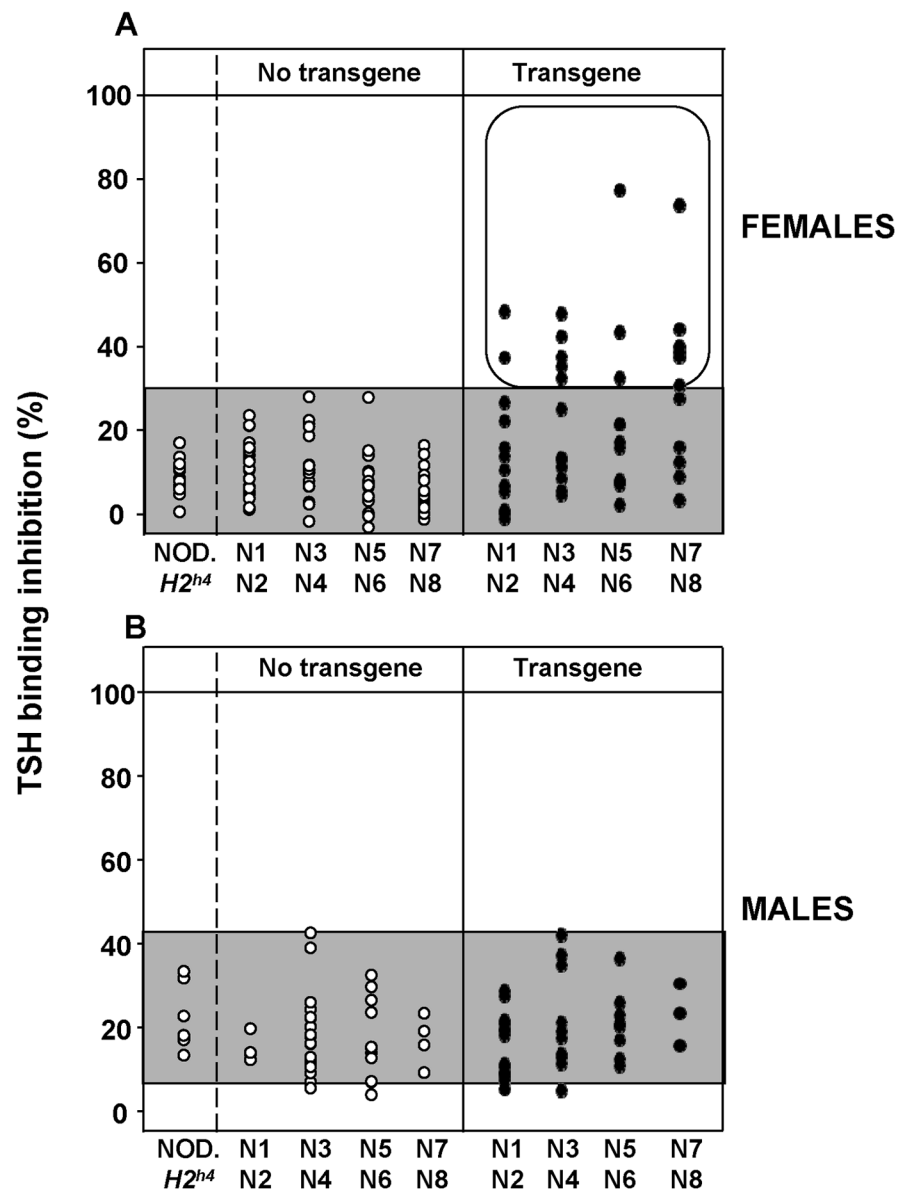 A
No transgene Transgene
100
80
60
40
20
0
FEMALES
NOD. N1 N3 N5 N7 N1 N3 N5 N7
H2h4 N2 N4 N6 N8 N2 N4 N6 N8
TSH binding inhibition (%)
B
No transgene Transgene
100
80
60
40
20
0
MALES
NOD. N1 N3 N5 N7 N1 N3 N5 N7
H2h4 N2 N4 N6 N8 N2 N4 N6 N8